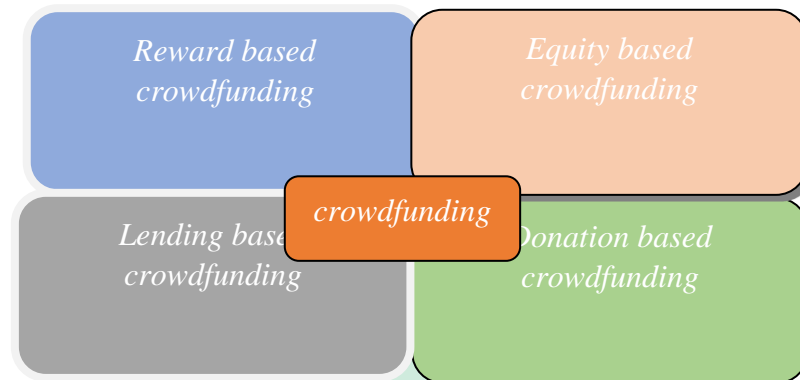 Reward based
crowdfunding
Equity based
crowdfunding
crowdfunding
Lending base
crowdfunding
Donation based
crowdfunding